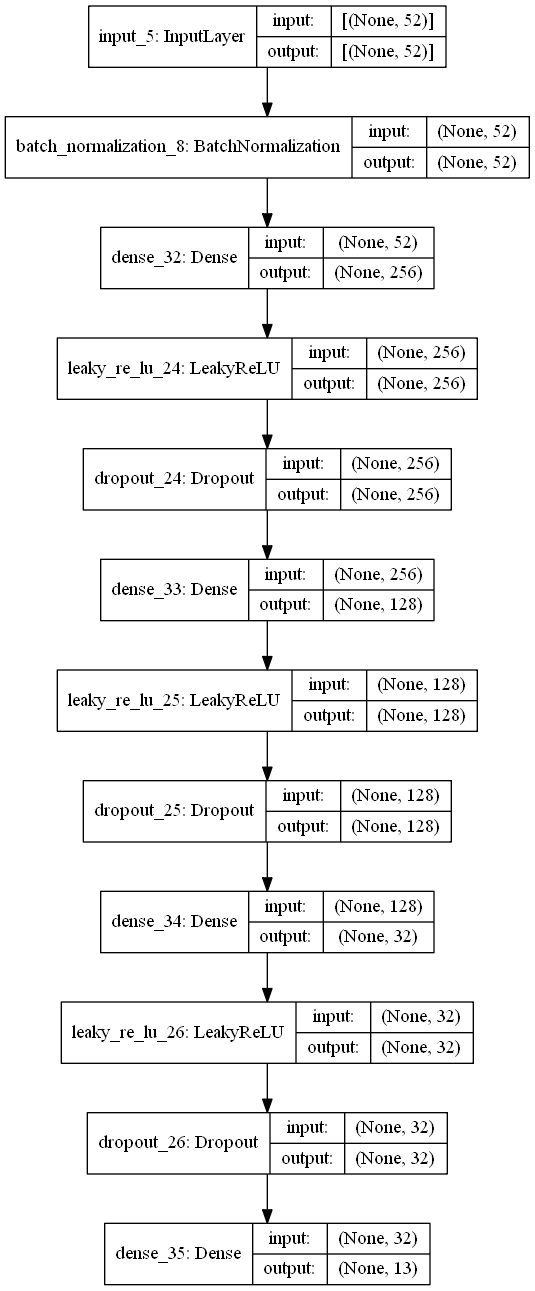 input_5: InputLayer
input: [(None, 52)]
output: [(None, 52)]
batch_normalization_8: BatchNormalization
input: (None, 52)
output: (None, 52)
dense_32: Dense
input: (None, 52)
output: (None, 256)
leaky_re_lu_24: LeakyReLU
input: (None, 256)
output: (None, 256)
dropout_24: Dropout
input: (None, 256)
output: (None, 256)
dense_33: Dense
input: (None, 256)
output: (None, 128)
leaky_re_lu_25: LeakyReLU
input: (None, 128)
output: (None, 128)
dropout_25: Dropout
input: (None, 128)
output: (None, 128)
dense_34: Dense
input: (None, 128)
output: (None, 32)
leaky_re_lu_26: LeakyReLU
input: (None, 32)
output: (None, 32)
dropout_26: Dropout
input: (None, 32)
output: (None, 32)
dense_35: Dense
input: (None, 32)
output: (None, 13)